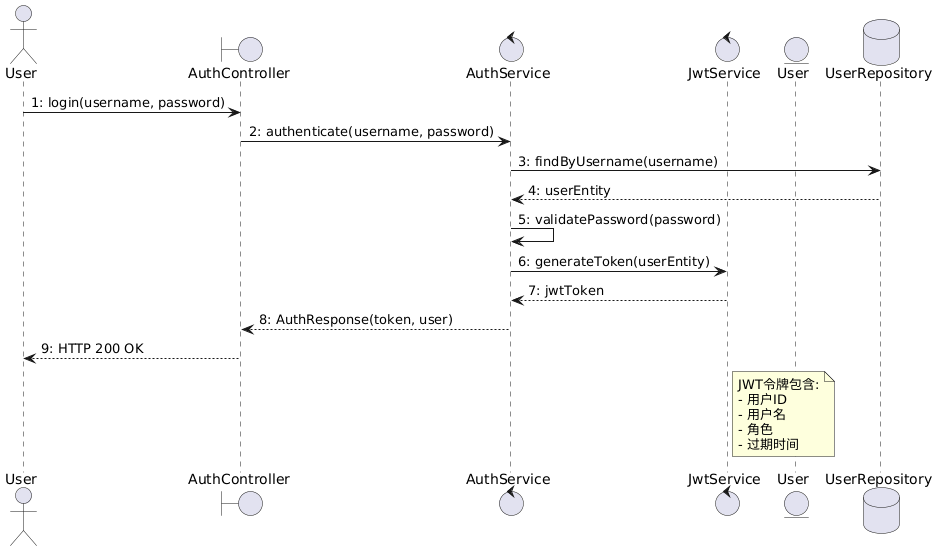 User
AuthController
AuthService
JwtService
User
UserRepository
1: login(username, password)
2: authenticate(username, password)
3: findByUsername(username)
4: userEntity
5: validatePassword(password)
6: generateToken(userEntity)
7: jwtToken
8: AuthResponse(token, user)
9: HTTP 200 OK
JWT令牌包含:
- 用户ID
- 用户名
- 角色
- 过期时间
User
AuthController
AuthService
JwtService
User
UserRepository